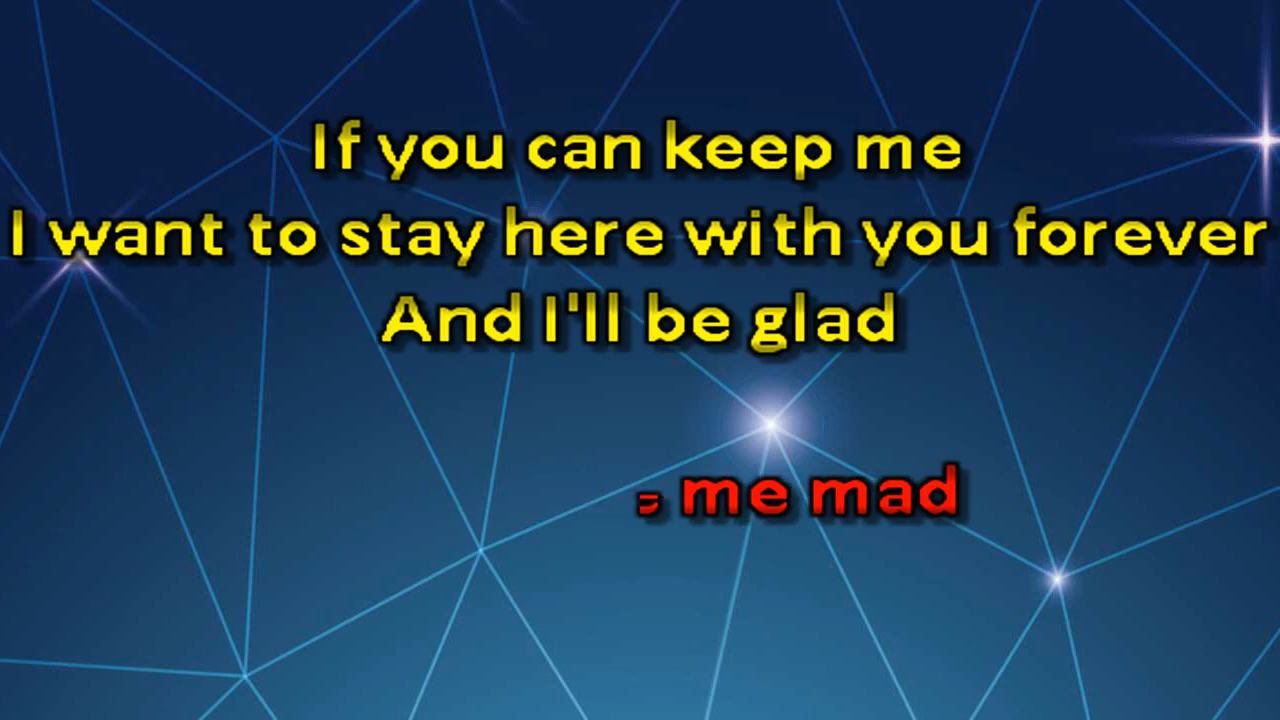 If you can keep me
I want to stay here with you forever
And I'll be glad
me mad